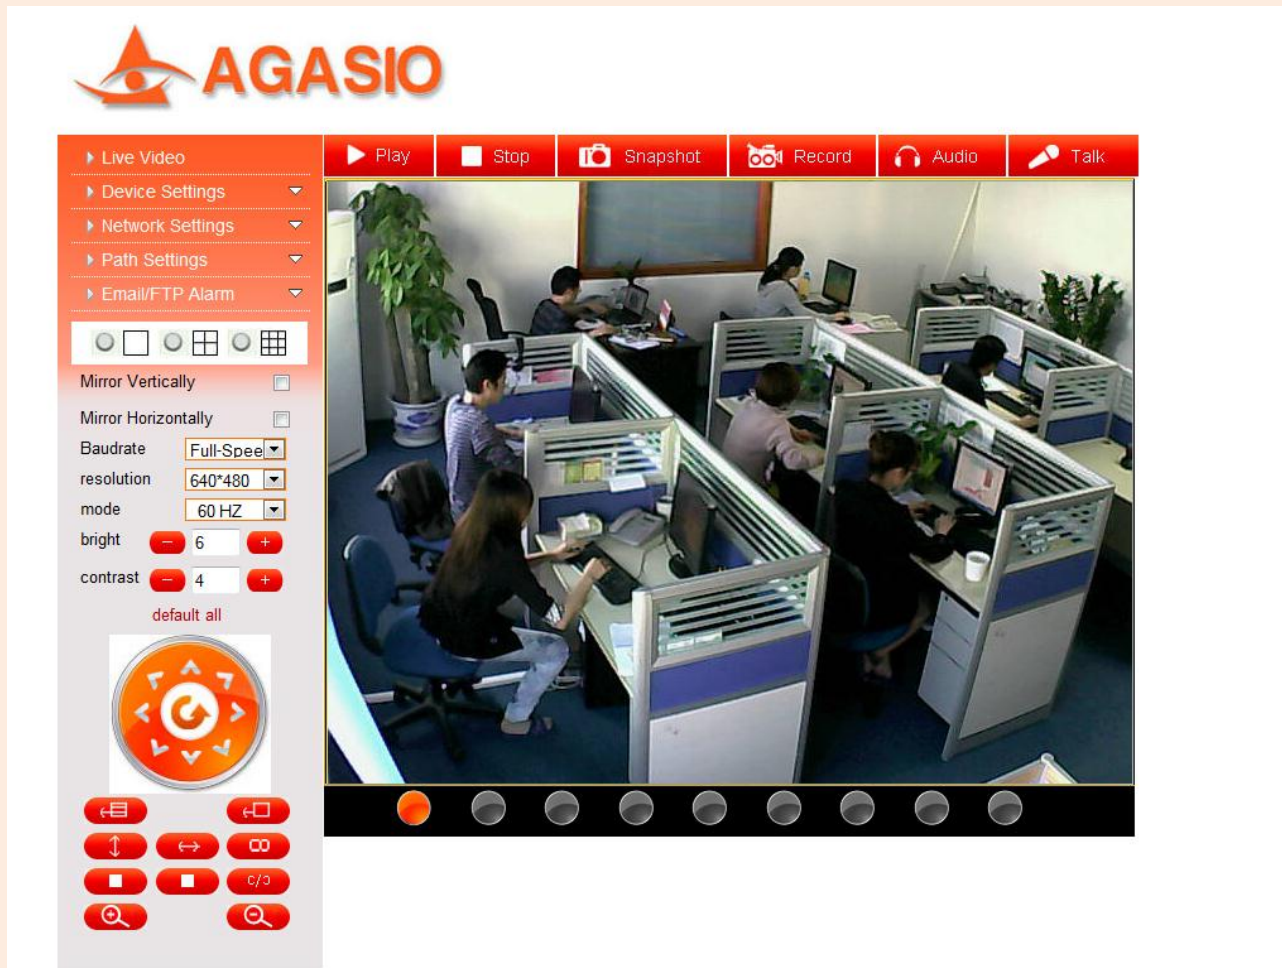 AGASIO
Live Video
Device Settings
Network Settings
Path Settings
Email/FTP Alarm
Play
Stop
Snapshot
Record
Audio
Talk
Mirror Vertically
Mirror Horizontally
Baudrate Full-Spee
resolution 640*480
mode 60 HZ
bright − 6 +
contrast − 4 +
default all